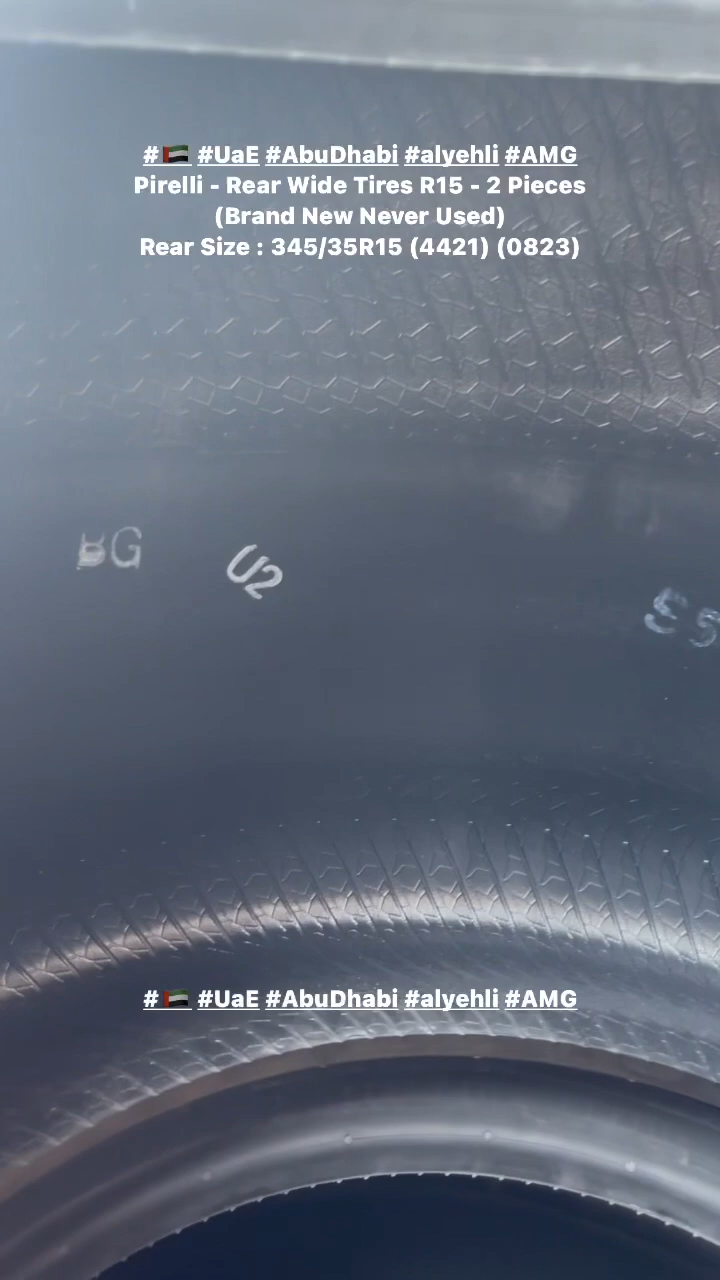 #🇦🇪 #UaE #AbuDhabi #alyehli #AMG
Pirelli - Rear Wide Tires R15 - 2 Pieces
(Brand New Never Used)
Rear Size : 345/35R15 (4421) (0823)
U2
#🇦🇪 #UaE #AbuDhabi #alyehli #AMG